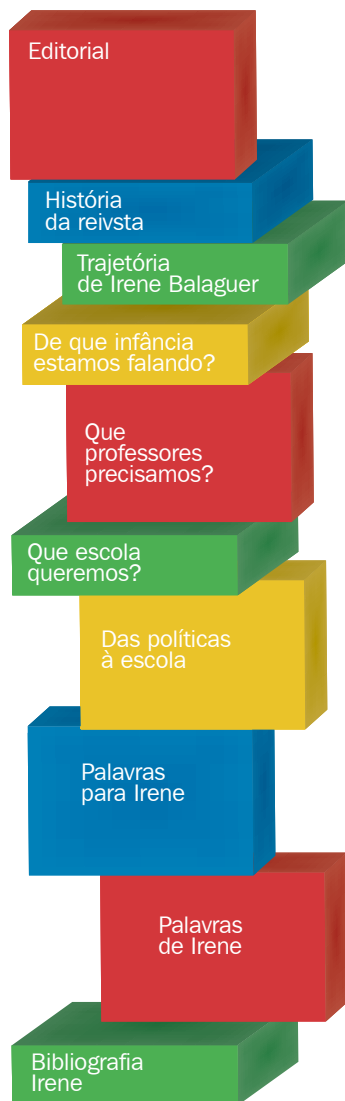 Editorial
História
da reivsta
Trajetória
de Irene Balaguer
De que infância
estamos falando?
Que
professores
precisamos?
Que escola
queremos?
Das políticas
à escola
Palavras
para Irene
Palavras
de Irene
Bibliografia
Irene